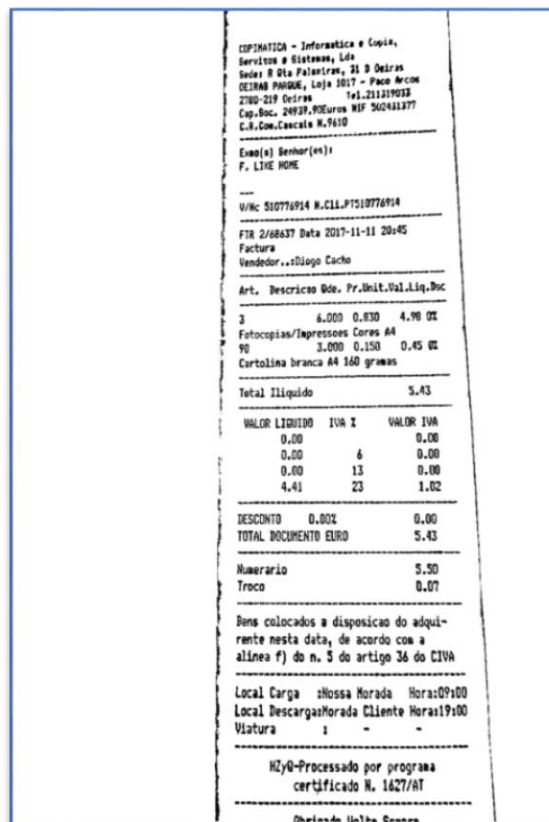 COPIMATICA - Informatica e Copia,
Servicos e Sistemas, Lda
Sede: R Qta Palmeiras, 31 D Oeiras
OEIRAS PARQUE, Loja 1017 - Paco Arcos
2780-219 Oeiras Tel.211319033
Cap.Soc. 24939,90Euros NIF 502431377
C.R.Com.Cascais N.9610
Exmo(s) Senhor(es):
F. LIKE HOME
---
V/Nc 510776914 N.Cli.PT510776914
FTR 2/68637 Data 2017-11-11 20:45
Factura
Vendedor..:Diogo Cacho
Art. Descricao Qde. Pr.Unit.Val.Liq.Dsc
3 6.000 0.830 4.98 0%
Fotocopias/Impressoes Cores A4
90 3.000 0.150 0.45 0%
Cartolina branca A4 160 gramas
Total Iliquido 5.43
VALOR LIQUIDO IVA % VALOR IVA
0.00 0.00
0.00 6 0.00
0.00 13 0.00
4.41 23 1.02
DESCONTO 0.00% 0.00
TOTAL DOCUMENTO EURO 5.43
Numerario 5.50
Troco 0.07
Bens colocados a disposicao do adqui-
rente nesta data, de acordo com a
alinea f) do n. 5 do artigo 36 do CIVA
Local Carga :Nossa Morada Hora:09:00
Local Descarga:Morada Cliente Hora:19:00
Viatura : - -
HZyQ-Processado por programa
certificado N. 1627/AT
Obrigado Volte Sempre